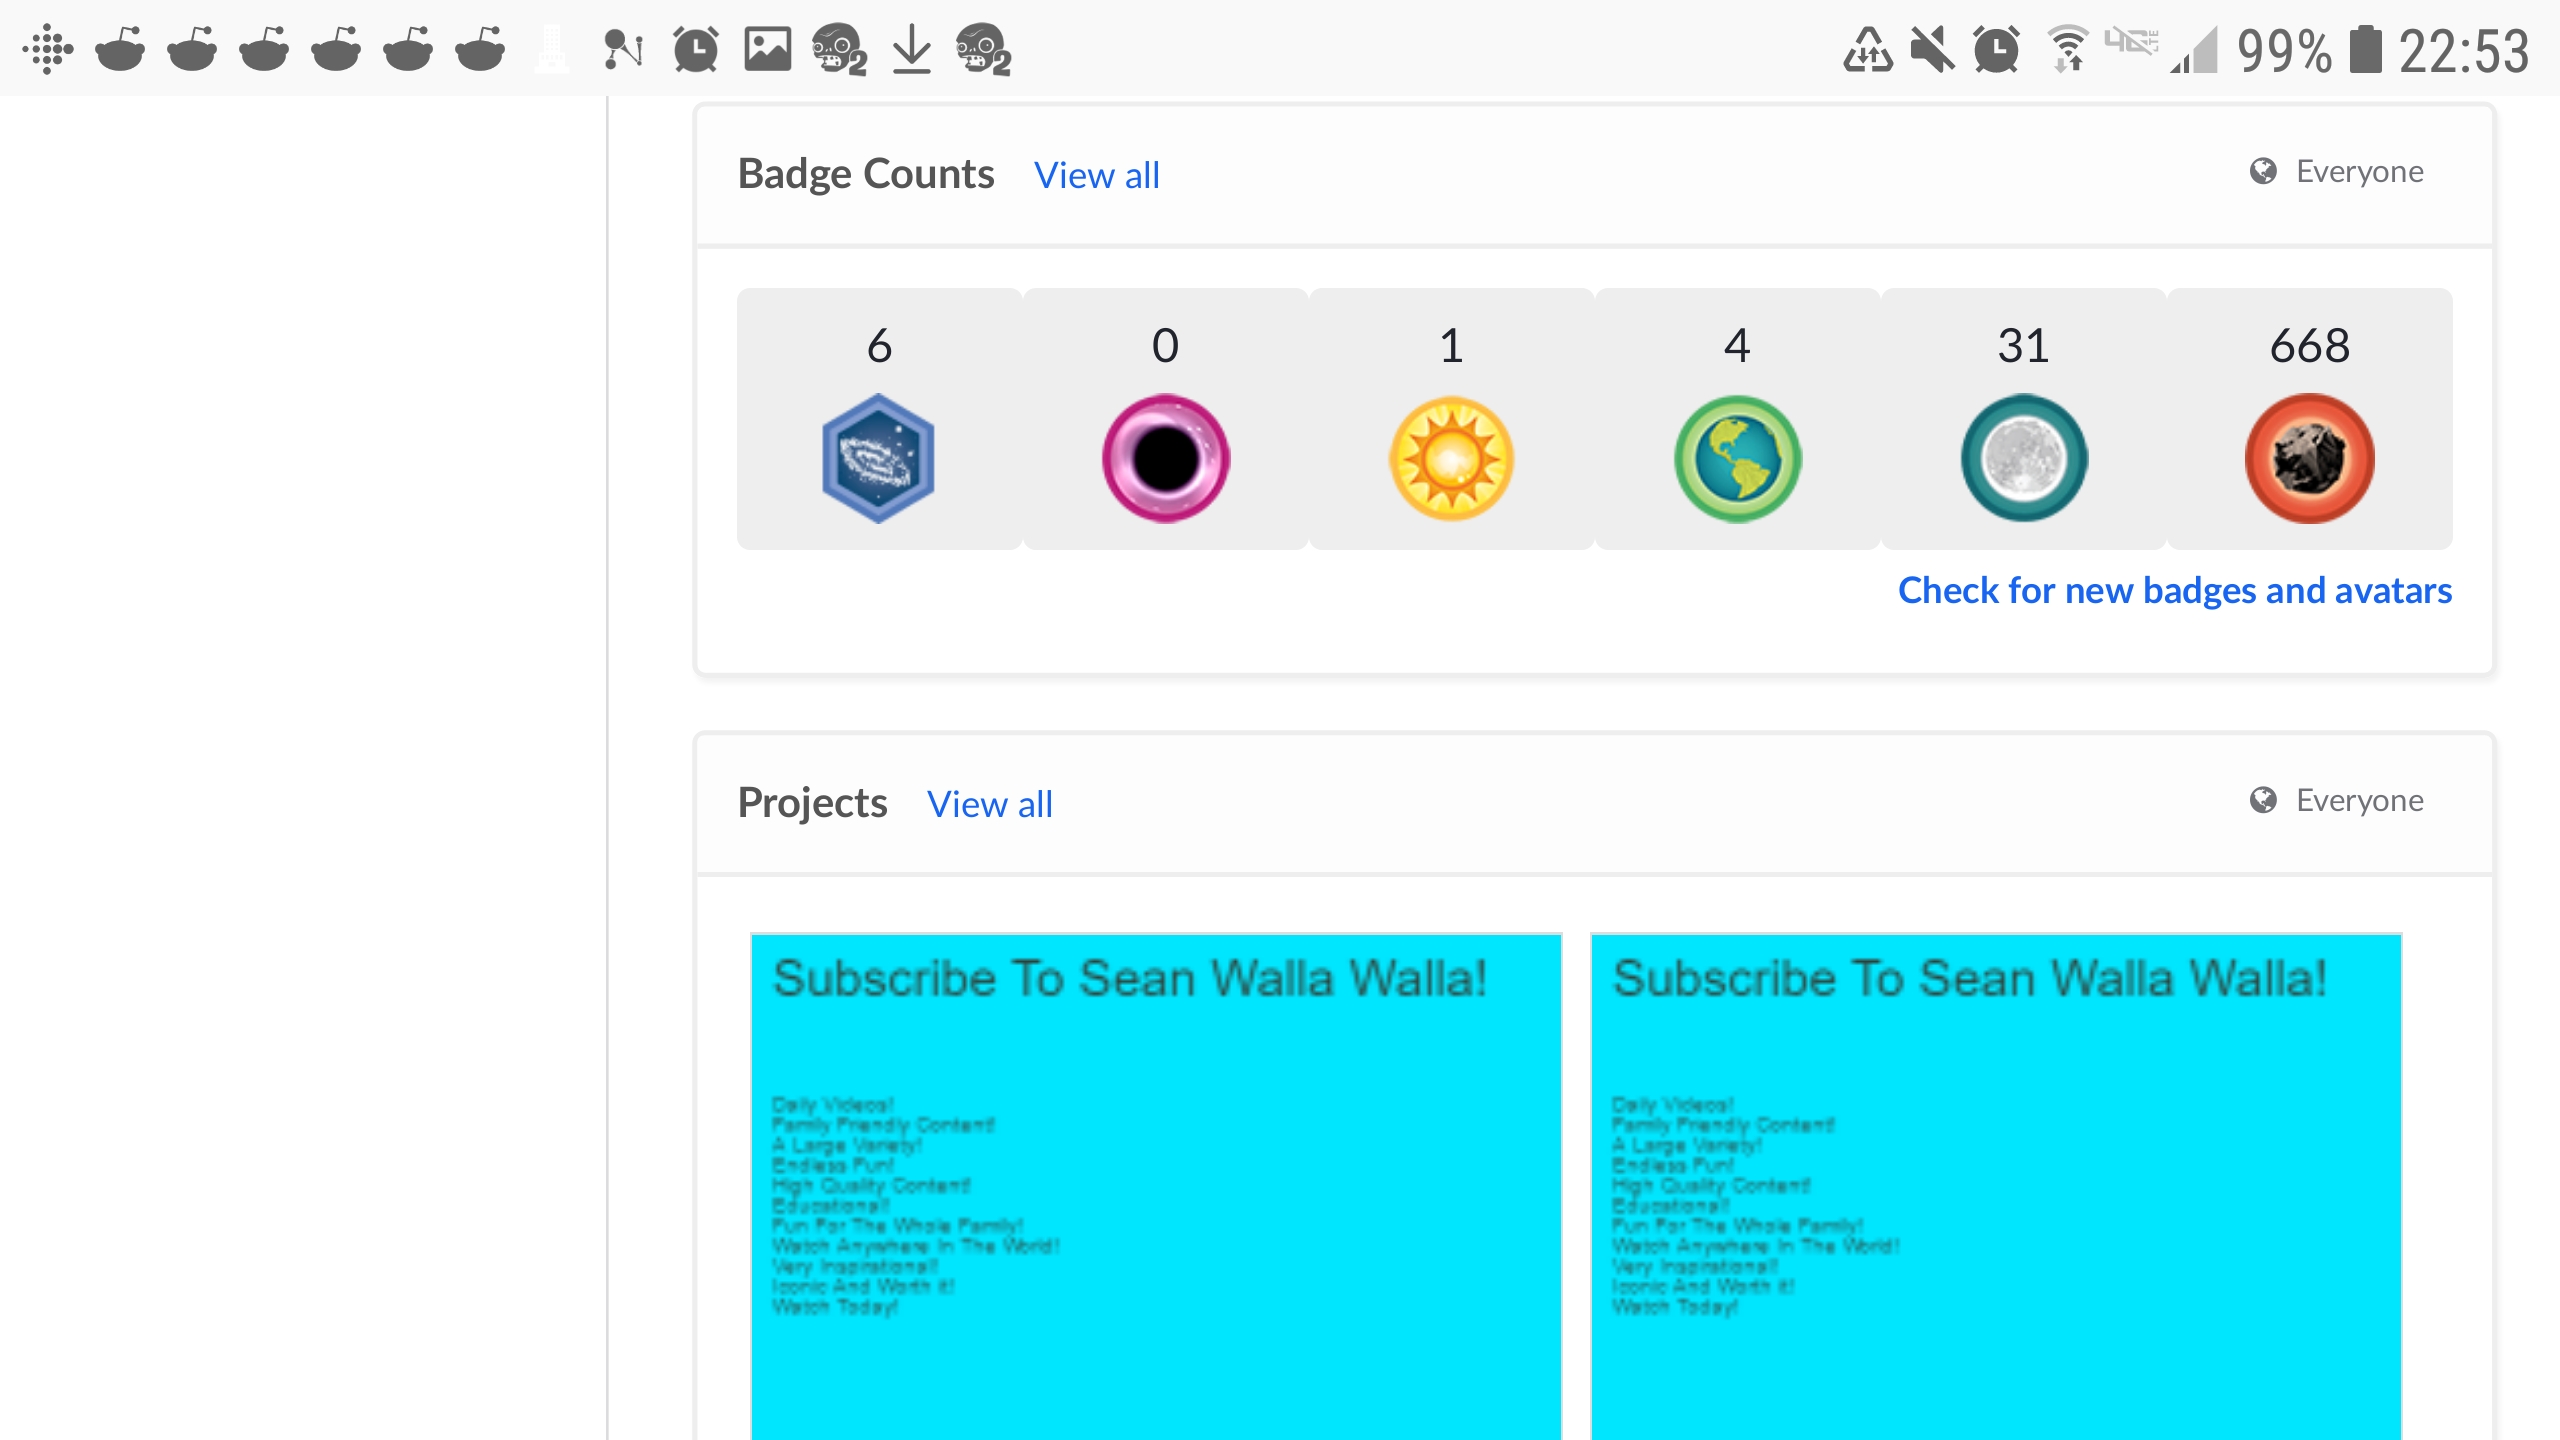 2 2 4G LTE 99% 22:53
Badge Counts View all Everyone
6 0 1 4 31 668
Check for new badges and avatars
Projects View all Everyone
Subscribe To Sean Walla Walla!
Daily Videos!
Family Friendly Content!
A Large Variety!
Endless Fun!
High Quality Content!
Educational!
Fun For The Whole Family!
Watch Anywhere In The World!
Very Inspirational!
Iconic And Worth it!
Watch Today!
Subscribe To Sean Walla Walla!
Daily Videos!
Family Friendly Content!
A Large Variety!
Endless Fun!
High Quality Content!
Educational!
Fun For The Whole Family!
Watch Anywhere In The World!
Very Inspirational!
Iconic And Worth it!
Watch Today!